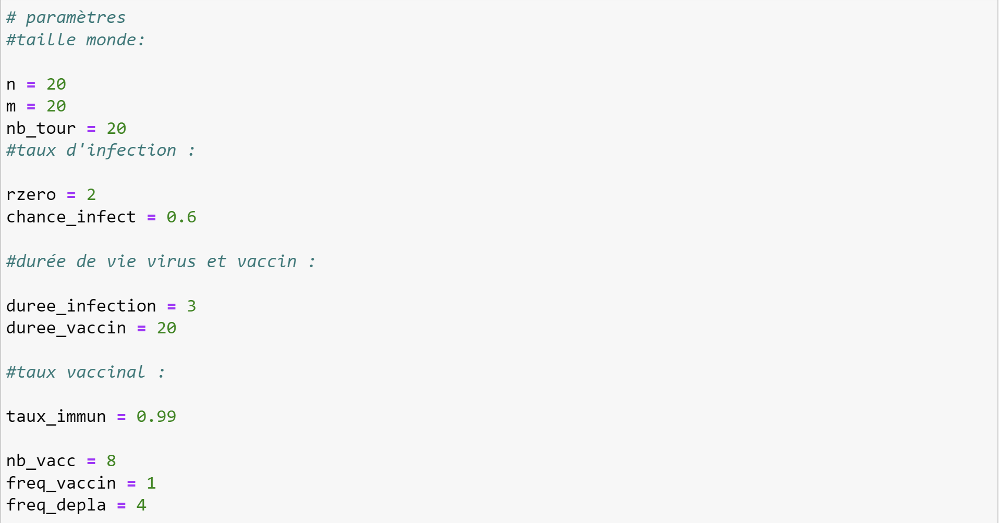 # paramètres
#taille monde:
n = 20
m = 20
nb_tour = 20
#taux d'infection :
rzero = 2
chance_infect = 0.6
#durée de vie virus et vaccin :
duree_infection = 3
duree_vaccin = 20
#taux vaccinal :
taux_immun = 0.99
nb_vacc = 8
freq_vaccin = 1
freq_depla = 4